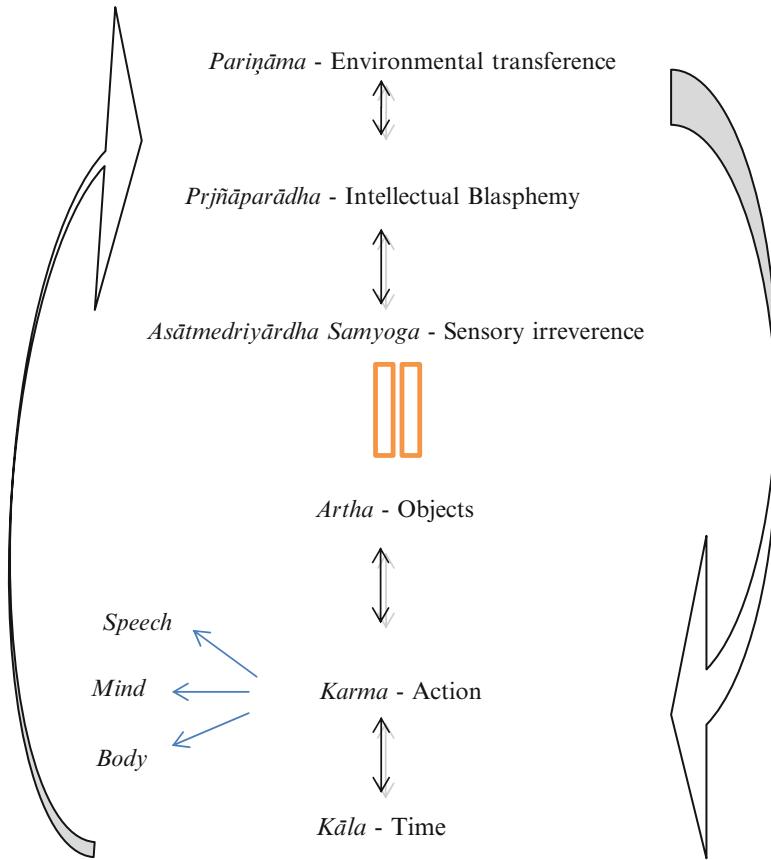 Pariṇāma - Environmental transference
Prjñāparādha - Intellectual Blasphemy
Asātmedriyārdha Samyoga - Sensory irreverence
Artha - Objects
Speech
Mind
Karma - Action
Body
Kāla - Time